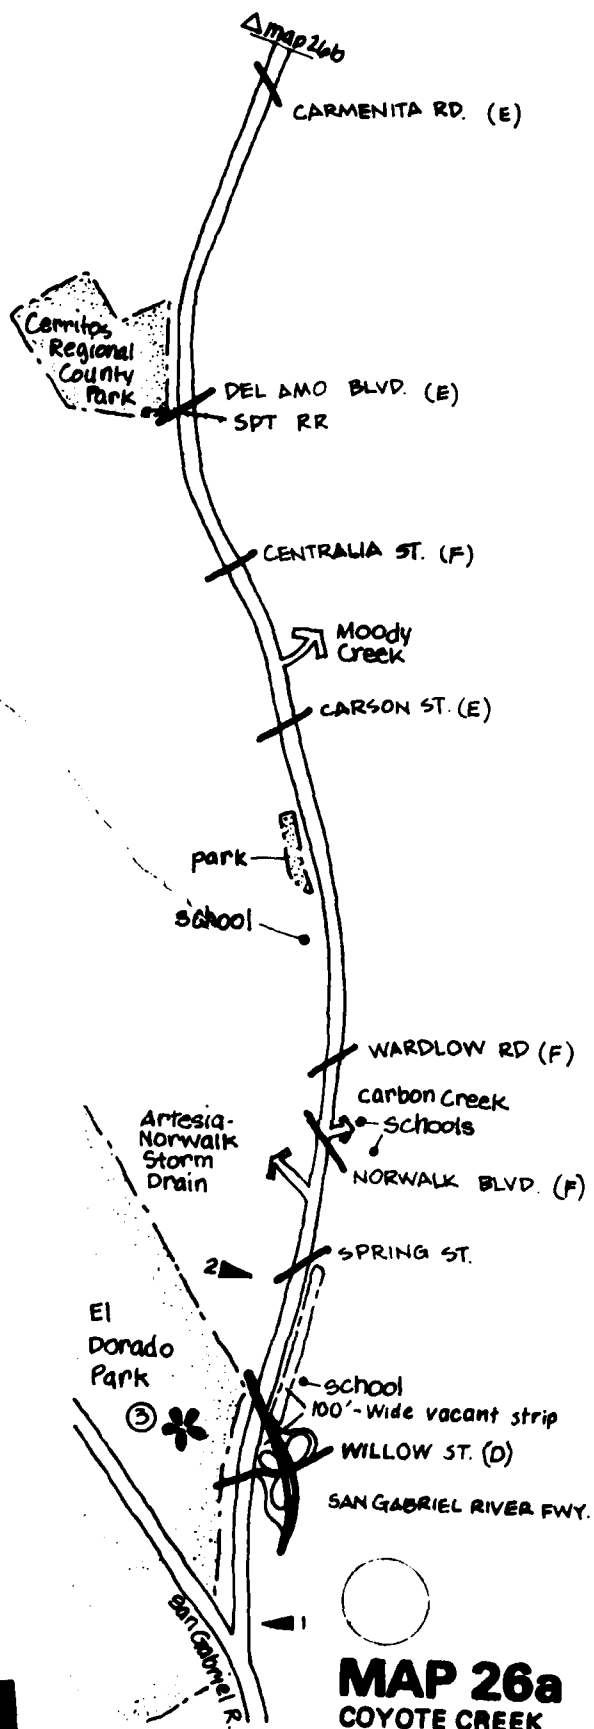 map 26b
CARMENITA RD. (E)
Cerritos
Regional
County
Park
DEL AMO BLVD. (E)
SPT RR
CENTRALIA ST. (F)
Moody
Creek
CARSON ST. (E)
park
school
WARDLOW RD (F)
Carbon Creek
Schools
Artesia-
Norwalk
Storm
Drain
NORWALK BLVD. (F)
SPRING ST.
2
El
Dorado
Park
3
school
100'-Wide vacant strip
WILLOW ST. (D)
SAN GABRIEL RIVER FWY.
San Gabriel R.
1
MAP 26a
COYOTE CREEK